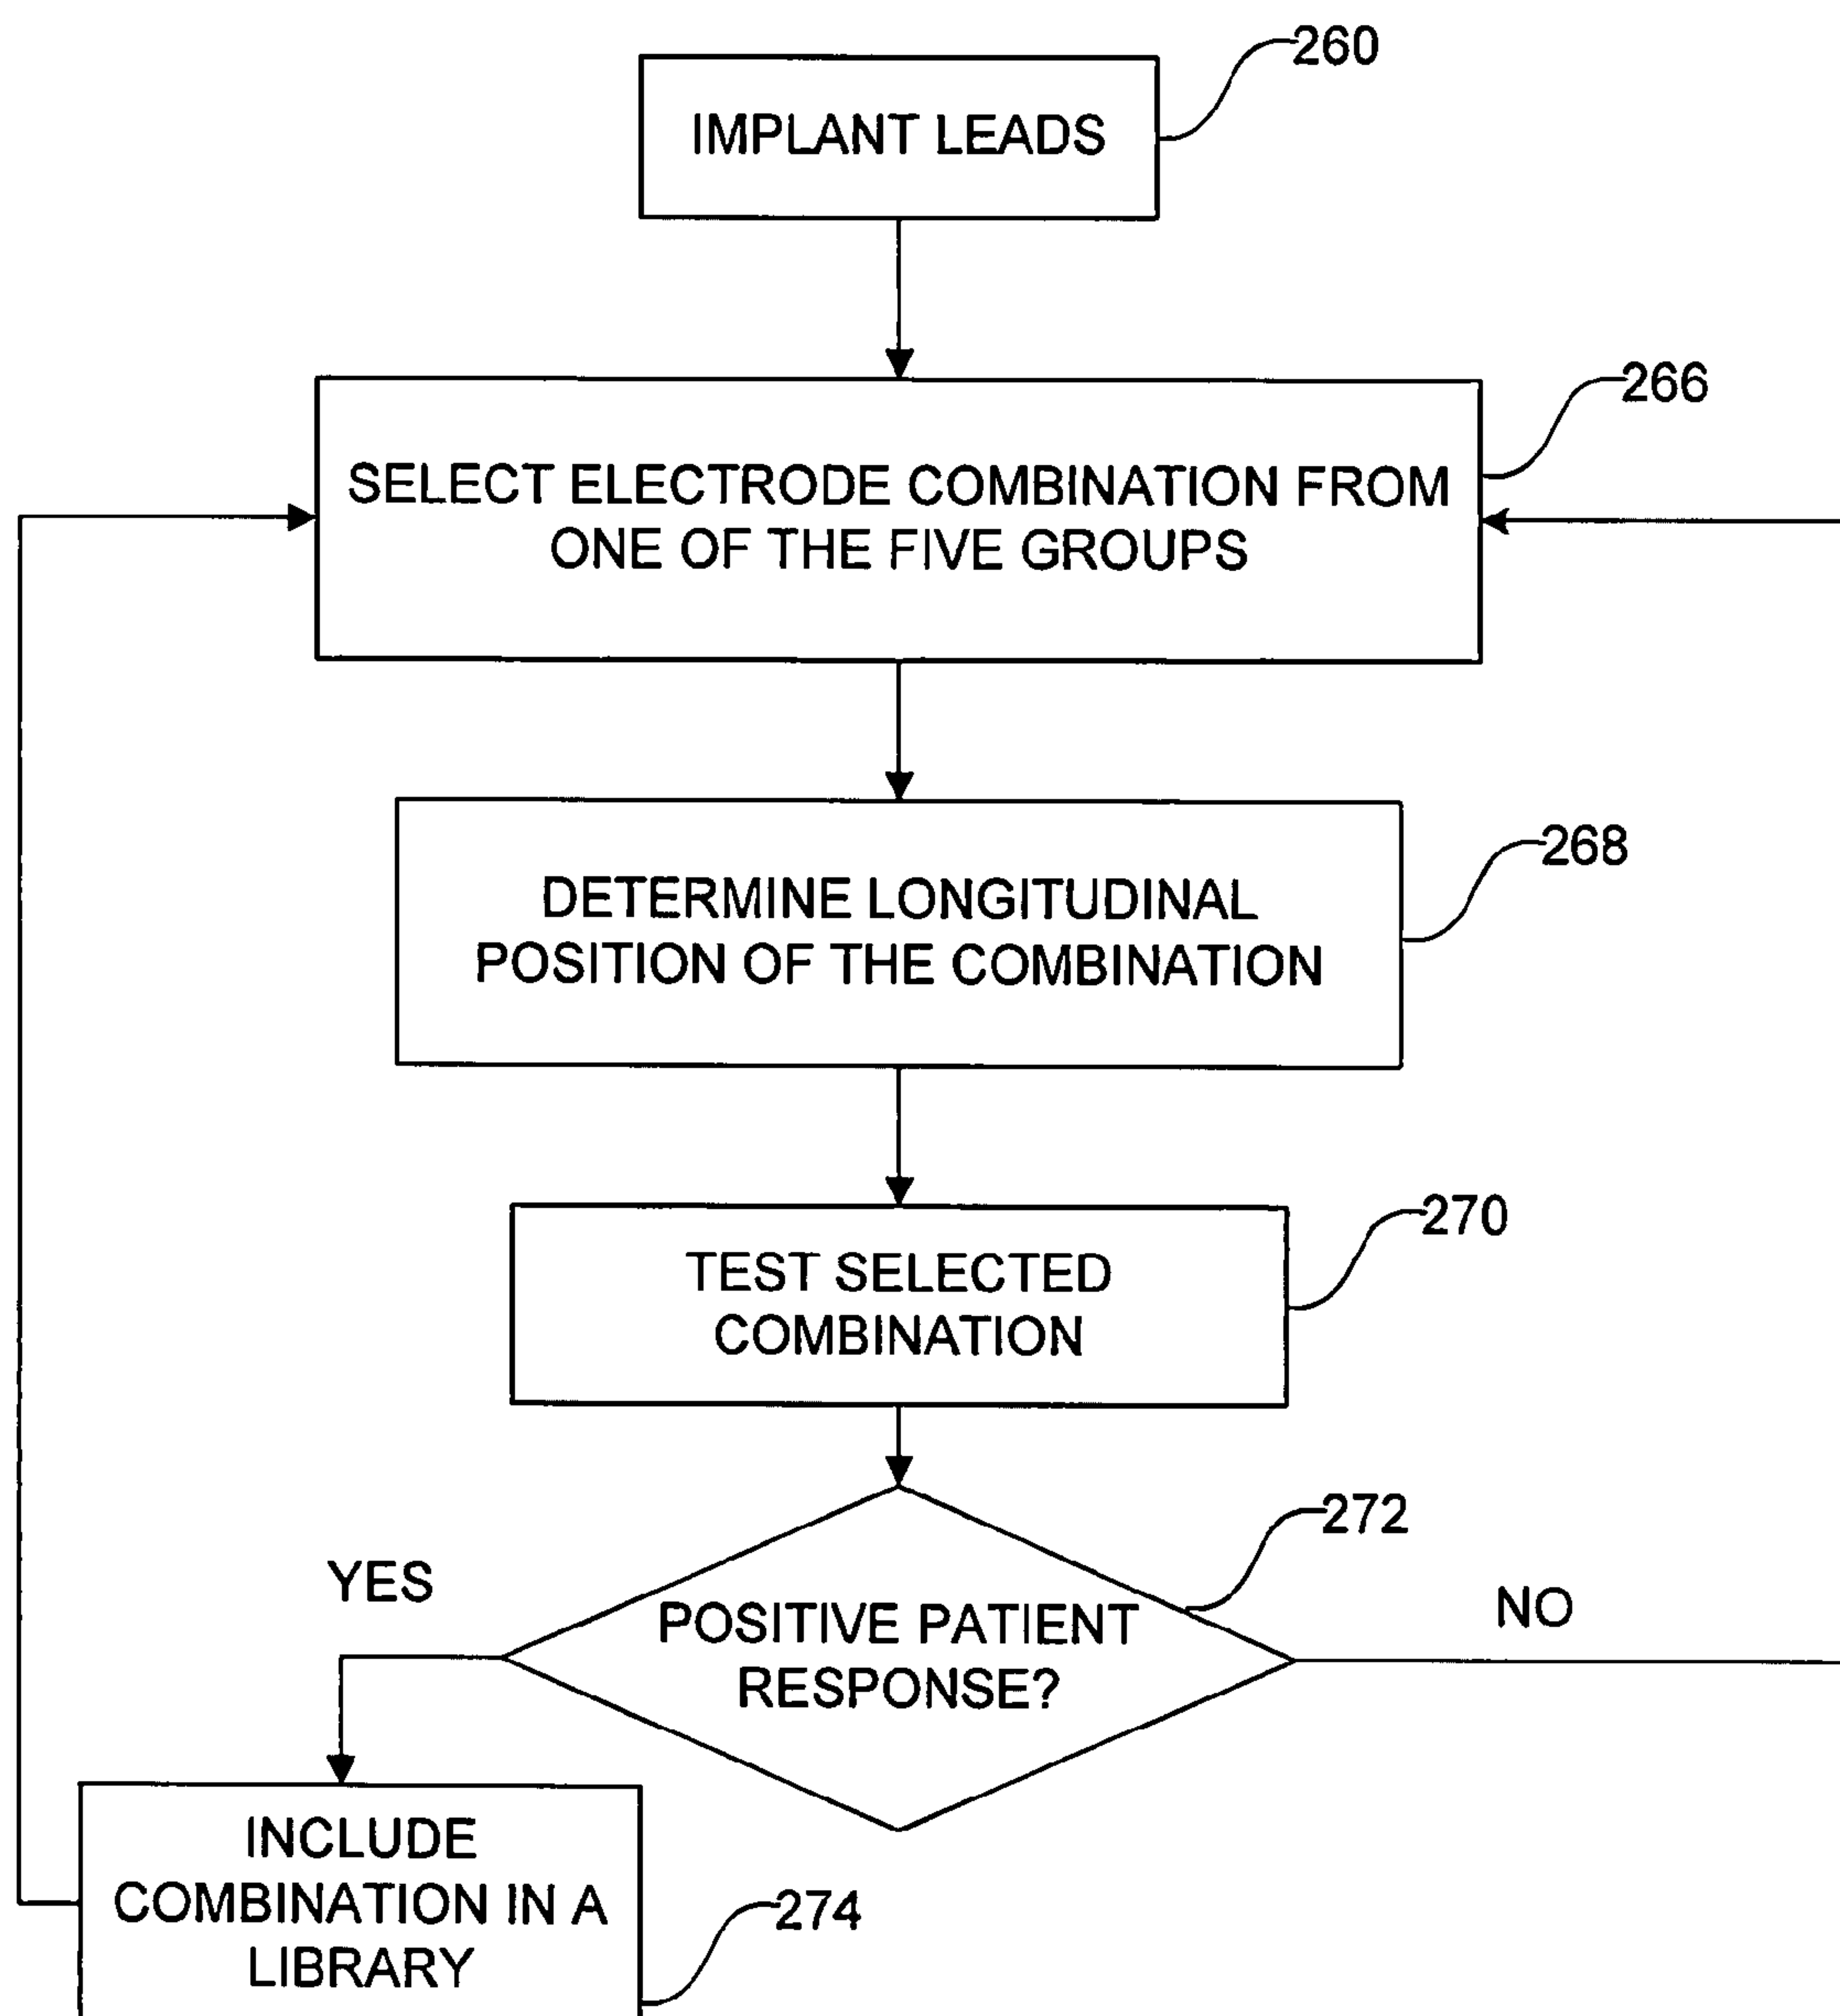 260
IMPLANT LEADS
266
SELECT ELECTRODE COMBINATION FROM
ONE OF THE FIVE GROUPS
268
DETERMINE LONGITUDINAL
POSITION OF THE COMBINATION
270
TEST SELECTED
COMBINATION
272
YES
NO
POSITIVE PATIENT
RESPONSE?
INCLUDE
COMBINATION IN A
LIBRARY
274